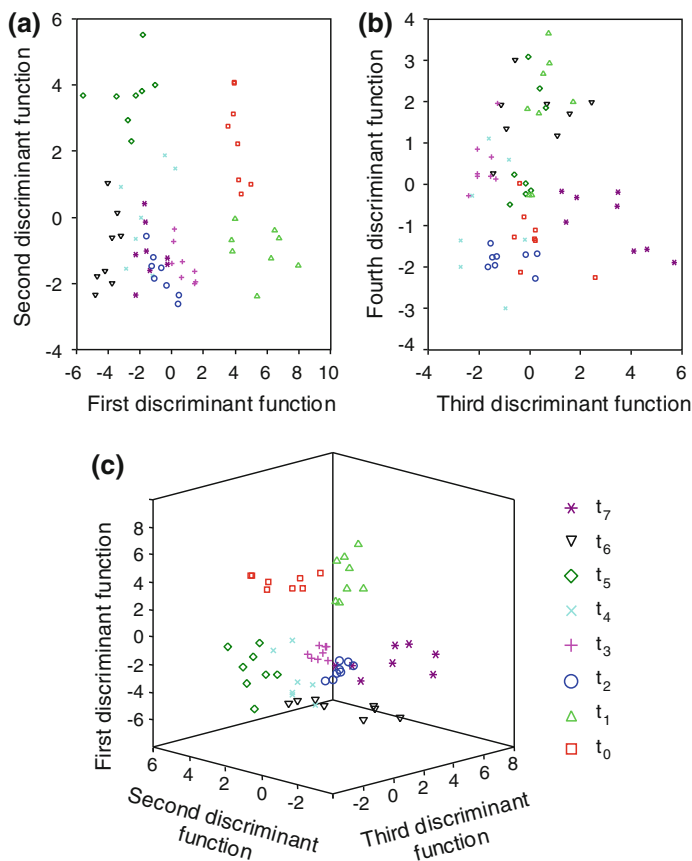 (a)
6
4
2
0
-2
-4
Second discriminant function
-6 -4 -2 0 2 4 6 8 10
First discriminant function
(b)
4
3
2
1
0
-1
-2
-3
-4
Fourth discriminant function
-4 -2 0 2 4 6
Third discriminant function
(c)
8
6
4
2
0
-2
-4
-6
First discriminant function
6 4 2 0 -2
Second discriminant
function
-2 0 2 4 6 8
Third discriminant
function
t7
t6
t5
t4
t3
t2
t1
t0